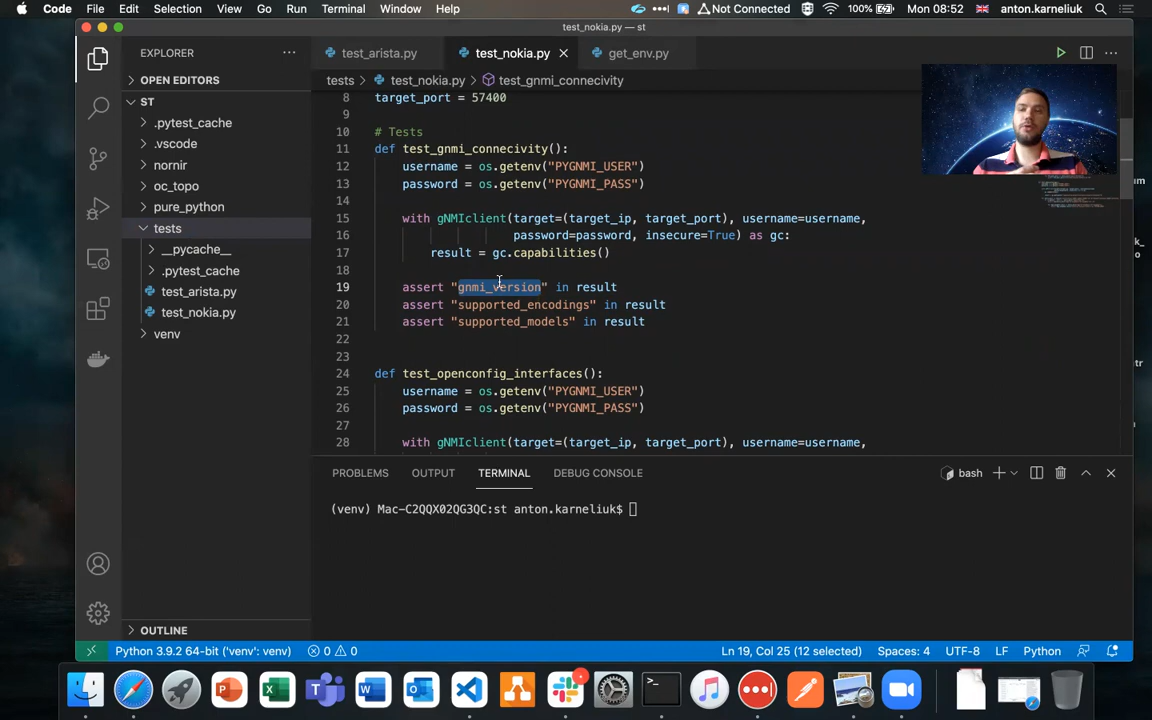 Code File Edit Selection View Go Run Terminal Window Help Not Connected 100% Mon 08:52 anton.karneliuk
test_nokia.py — st
EXPLORER
test_arista.py test_nokia.py get_env.py
OPEN EDITORS
tests test_nokia.py test_gnmi_connecivity
ST
.pytest_cache
.vscode
nornir
oc_topo
pure_python
tests
__pycache__
.pytest_cache
test_arista.py
test_nokia.py
venv
OUTLINE
8 target_port = 57400
9
10 # Tests
11 def test_gnmi_connecivity():
12 username = os.getenv("PYGNMI_USER")
13 password = os.getenv("PYGNMI_PASS")
14
15 with gNMIclient(target=(target_ip, target_port), username=username,
16 password=password, insecure=True) as gc:
17 result = gc.capabilities()
18
19 assert "gnmi_version" in result
20 assert "supported_encodings" in result
21 assert "supported_models" in result
22
23
24 def test_openconfig_interfaces():
25 username = os.getenv("PYGNMI_USER")
26 password = os.getenv("PYGNMI_PASS")
27
28 with gNMIclient(target=(target_ip, target_port), username=username,
PROBLEMS OUTPUT TERMINAL DEBUG CONSOLE bash
(venv) Mac-C2QQX02QG3QC:st anton.karneliuk$
Python 3.9.2 64-bit ('venv': venv) 0 0 Ln 19, Col 25 (12 selected) Spaces: 4 UTF-8 LF Python